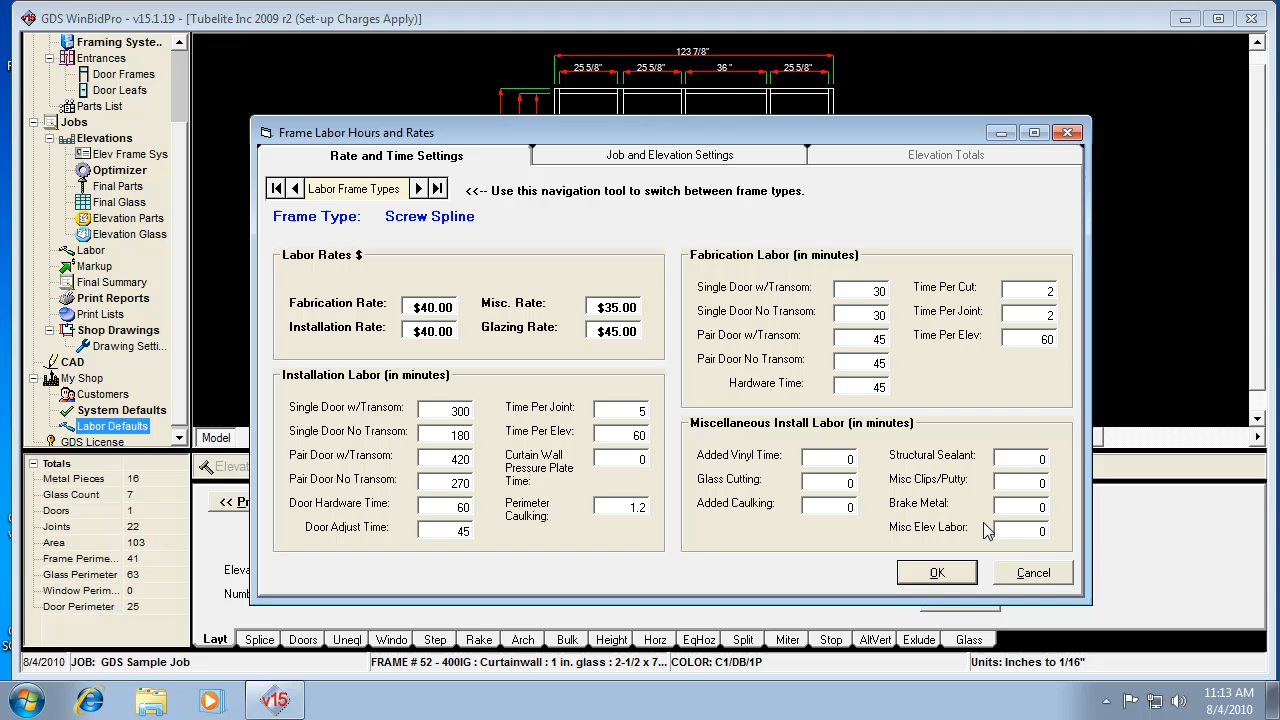 GDS WinBidPro - v15.1.19 - [Tubelite Inc 2009 r2 (Set-up Charges Apply)]
Framing Syste..
Entrances
Door Frames
Door Leafs
Parts List
Jobs
Elevations
Elev Frame Sys
Optimizer
Final Parts
Final Glass
Elevation Parts
Elevation Glass
Labor
Markup
Final Summary
Print Reports
Print Lists
Shop Drawings
Drawing Setti...
CAD
My Shop
Customers
System Defaults
Labor Defaults
GDS License
123 7/8"
25 5/8" 25 5/8" 36 " 25 5/8"
Model
Frame Labor Hours and Rates
Rate and Time Settings Job and Elevation Settings Elevation Totals
Labor Frame Types <<-- Use this navigation tool to switch between frame types.
Frame Type: Screw Spline
Labor Rates $
Fabrication Rate: $40.00 Misc. Rate: $35.00
Installation Rate: $40.00 Glazing Rate: $45.00
Installation Labor (in minutes)
Single Door w/Transom: 300 Time Per Joint: 5
Single Door No Transom: 180 Time Per Elev: 60
Pair Door w/Transom: 420 Curtain Wall Pressure Plate Time: 0
Pair Door No Transom: 270
Door Hardware Time: 60 Perimeter Caulking: 1.2
Door Adjust Time: 45
Fabrication Labor (in minutes)
Single Door w/Transom: 30 Time Per Cut: 2
Single Door No Transom: 30 Time Per Joint: 2
Pair Door w/Transom: 45 Time Per Elev: 60
Pair Door No Transom: 45
Hardware Time: 45
Miscellaneous Install Labor (in minutes)
Added Vinyl Time: 0 Structural Sealant: 0
Glass Cutting: 0 Misc Clips/Putty: 0
Added Caulking: 0 Brake Metal: 0
Misc Elev Labor: 0
OK Cancel
Totals
Metal Pieces 16
Glass Count 7
Doors 1
Joints 22
Area 103
Frame Perime... 41
Glass Perimeter 63
Window Perim... 0
Door Perimeter 25
Elevat
<< Pr
Eleva
Numb
Layt Splice Doors Uneql Windo Step Rake Arch Bulk Height Horz EqHoz Split Miter Stop AltVert Exlude Glass
8/4/2010 JOB: GDS Sample Job FRAME # 52 - 400IG : Curtainwall : 1 in. glass : 2-1/2 x 7... COLOR: C1/DB/1P Units: Inches to 1/16"
v15
11:13 AM
8/4/2010